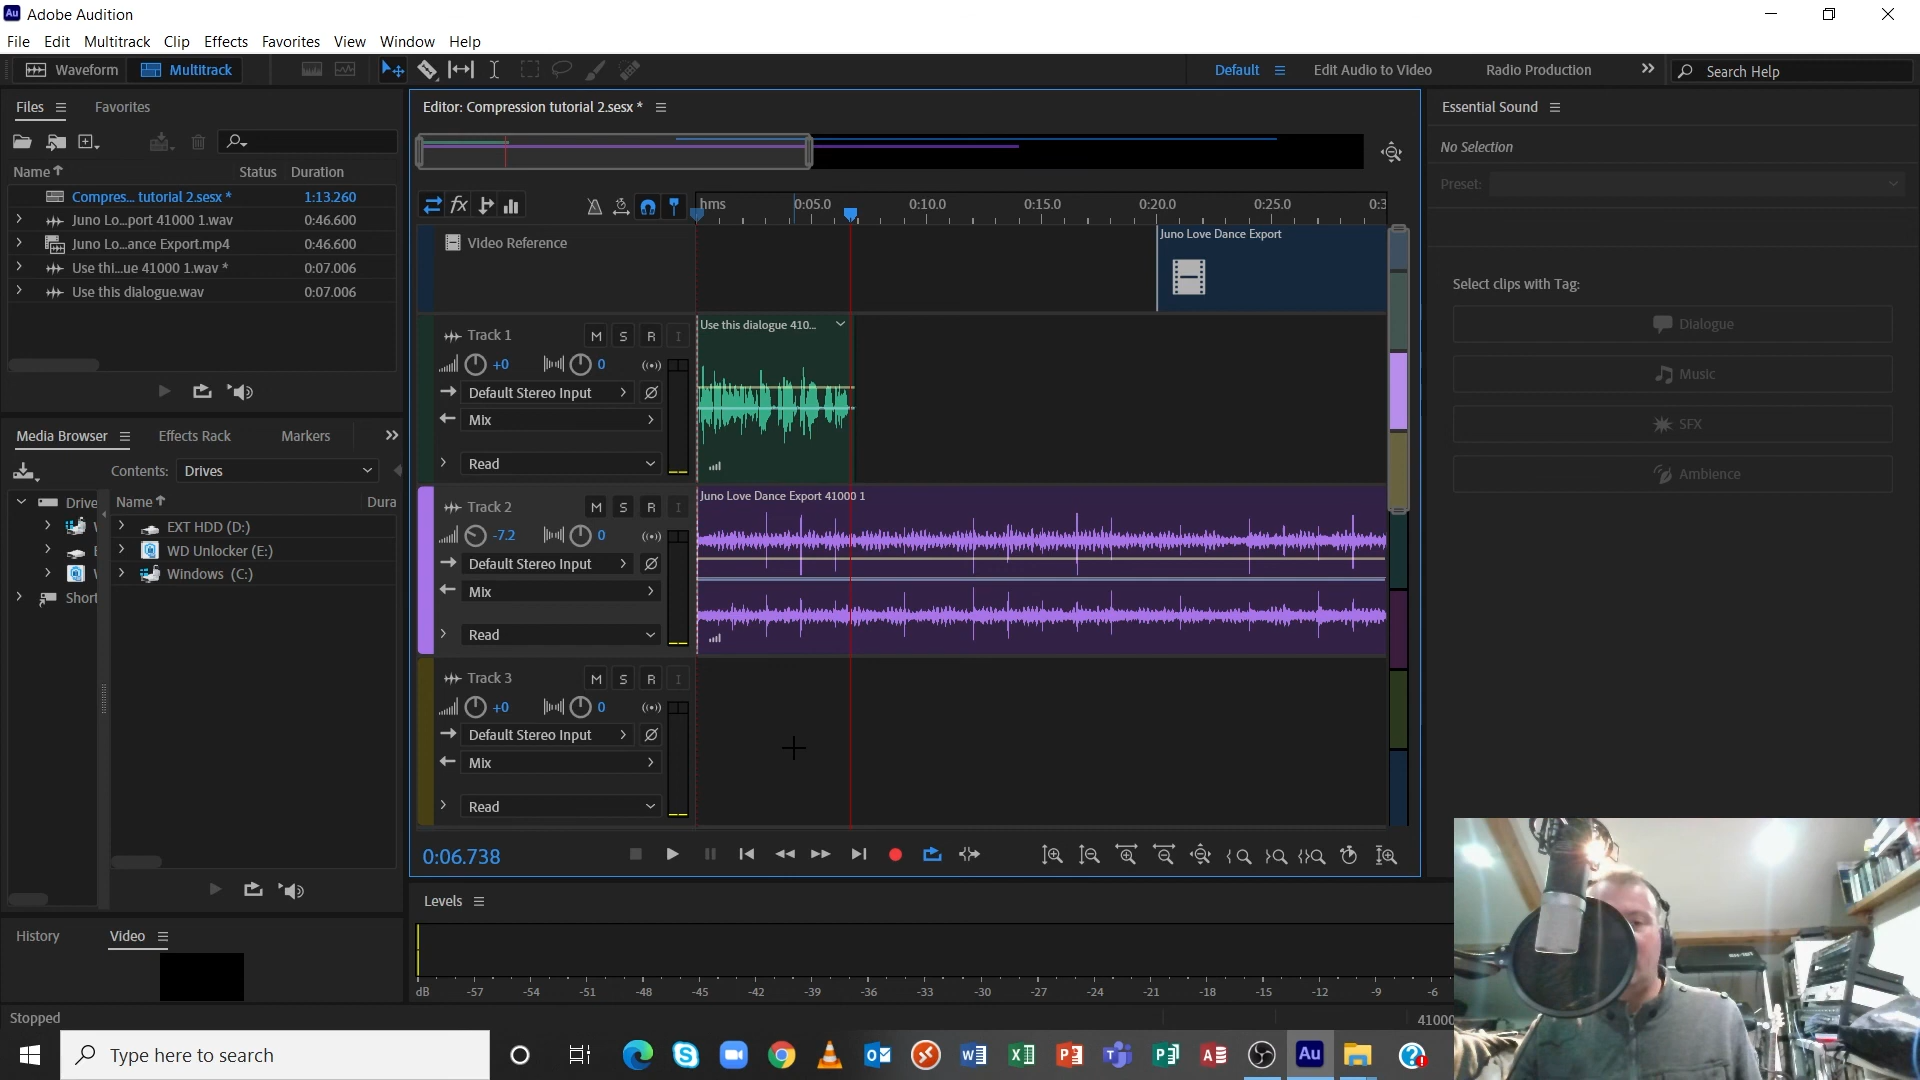 Au Adobe Audition
File Edit Multitrack Clip Effects Favorites View Window Help
Waveform Multitrack Default Edit Audio to Video Radio Production Search Help
Files Favorites
Name Status Duration
Compres... tutorial 2.sesx * 1:13.260
Juno Lo...port 41000 1.wav 0:46.600
Juno Lo...ance Export.mp4 0:46.600
Use thi...ue 41000 1.wav * 0:07.006
Use this dialogue.wav 0:07.006
Media Browser Effects Rack Markers
Contents: Drives
Drive Name Dura
EXT HDD (D:)
WD Unlocker (E:)
Windows (C:)
Short
History Video
Editor: Compression tutorial 2.sesx *
fx hms 0:05.0 0:10.0 0:15.0 0:20.0 0:25.0 0:3
Video Reference
Juno Love Dance Export
Track 1 M S R I
+0 0
Default Stereo Input
Mix
Read
Use this dialogue 410...
Track 2 M S R I
-7.2 0
Default Stereo Input
Mix
Read
Juno Love Dance Export 41000 1
Track 3 M S R I
+0 0
Default Stereo Input
Mix
Read
0:06.738
Levels
dB -57 -54 -51 -48 -45 -42 -39 -36 -33 -30 -27 -24 -21 -18 -15 -12 -9 -6
Essential Sound
No Selection
Preset:
Select clips with Tag:
Dialogue
Music
SFX
Ambience
Stopped
41000
Type here to search
Au